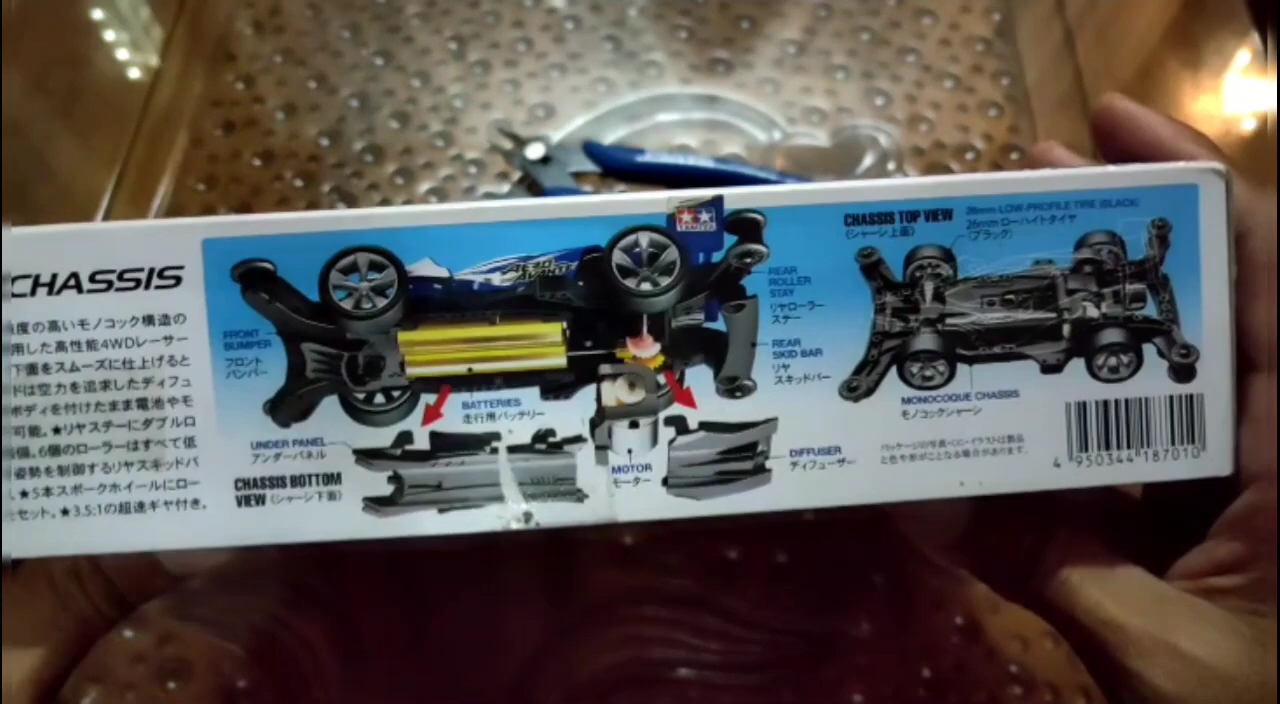 CHASSIS
度の高いモノコック構造の
用した高性能4WDレーサー
下面をスムーズに仕上げると
ドは空力を追求したディフュ
ボディを付けたまま電池やモ
可能。★リヤステーにダブルロ
備。6個のローラーはすべて低
姿勢を制御するリヤスキッドバ
★5本スポークホイールにロー
セット。★3.5:1の超速ギヤ付き。
FRONT
BUMPER
フロント
バンパー
UNDER PANEL
アンダーパネル
CHASSIS BOTTOM
VIEW《シャーシ下面》
BATTERIES
走行用バッテリー
MOTOR
モーター
TAMIYA
REAR
ROLLER
STAY
リヤローラー
ステー
REAR
SKID BAR
リヤ
スキッドバー
DIFFUSER
ディフューザー
CHASSIS TOP VIEW
《シャーシ上面》
26mm LOW-PROFILE TIRE (BLACK)
26mm ローハイトタイヤ
(ブラック)
MONOCOQUE CHASSIS
モノコックシャーシ
パッケージの写真・CG・イラストは製品
と色や形がことなる場合があります。
4 950344 187010